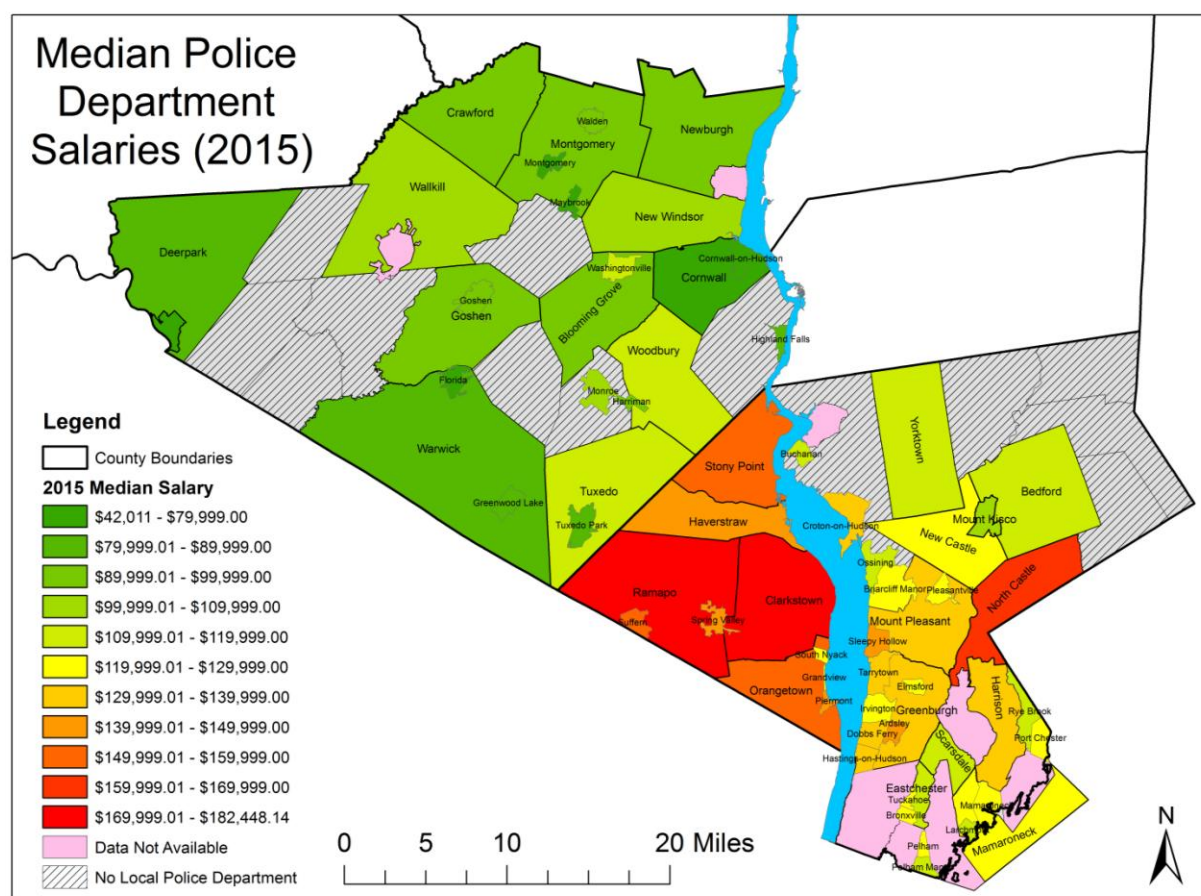 Median Police
Department
Salaries (2015)
Crawford
Walden
Montgomery
Montgomery
Newburgh
Maybrook
Wallkill
New Windsor
Deerpark
Cornwall-on-Hudson
Cornwall
Washingtonville
Goshen
Goshen
Blooming Grove
Highland Falls
Woodbury
Florida
Monroe
Harriman
Warwick
Greenwood Lake
Tuxedo
Tuxedo Park
Stony Point
Buchanan
Yorktown
Bedford
Mount Kisco
New Castle
Haverstraw
Croton-on-Hudson
Ossining
Briarcliff Manor
Pleasantville
North Castle
Ramapo
Clarkstown
Suffern
Spring Valley
Mount Pleasant
Sleepy Hollow
South Nyack
Grandview
Piermont
Orangetown
Tarrytown
Elmsford
Irvington
Greenburgh
Ardsley
Dobbs Ferry
Hastings-on-Hudson
Harrison
Rye Brook
Port Chester
Scarsdale
Eastchester
Tuckahoe
Bronxville
Mamaroneck
Larchmont
Mamaroneck
Pelham
Pelham Manor
Legend
County Boundaries
2015 Median Salary
$42,011 - $79,999.00
$79,999.01 - $89,999.00
$89,999.01 - $99,999.00
$99,999.01 - $109,999.00
$109,999.01 - $119,999.00
$119,999.01 - $129,999.00
$129,999.01 - $139,999.00
$139,999.01 - $149,999.00
$149,999.01 - $159,999.00
$159,999.01 - $169,999.00
$169,999.01 - $182,448.14
Data Not Available
No Local Police Department
0 5 10 20 Miles
N